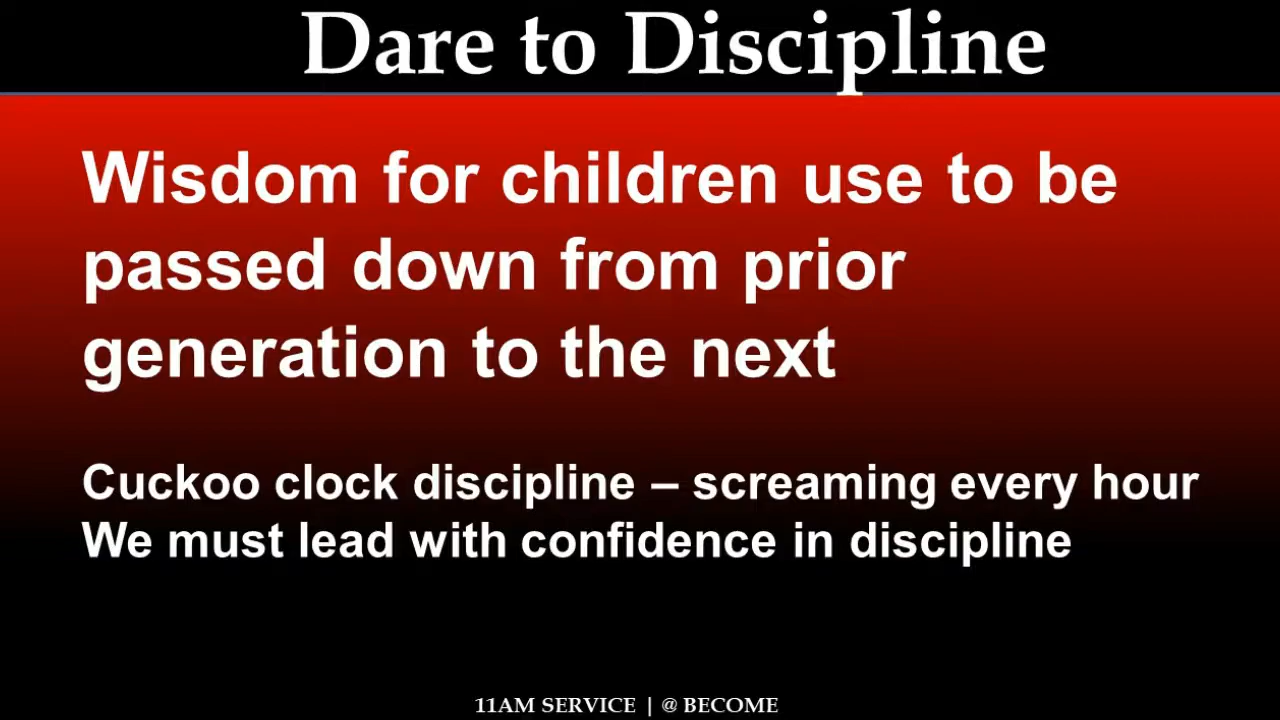 Dare to Discipline
Wisdom for children use to be
passed down from prior
generation to the next
Cuckoo clock discipline – screaming every hour
We must lead with confidence in discipline
11AM SERVICE | @ BECOME